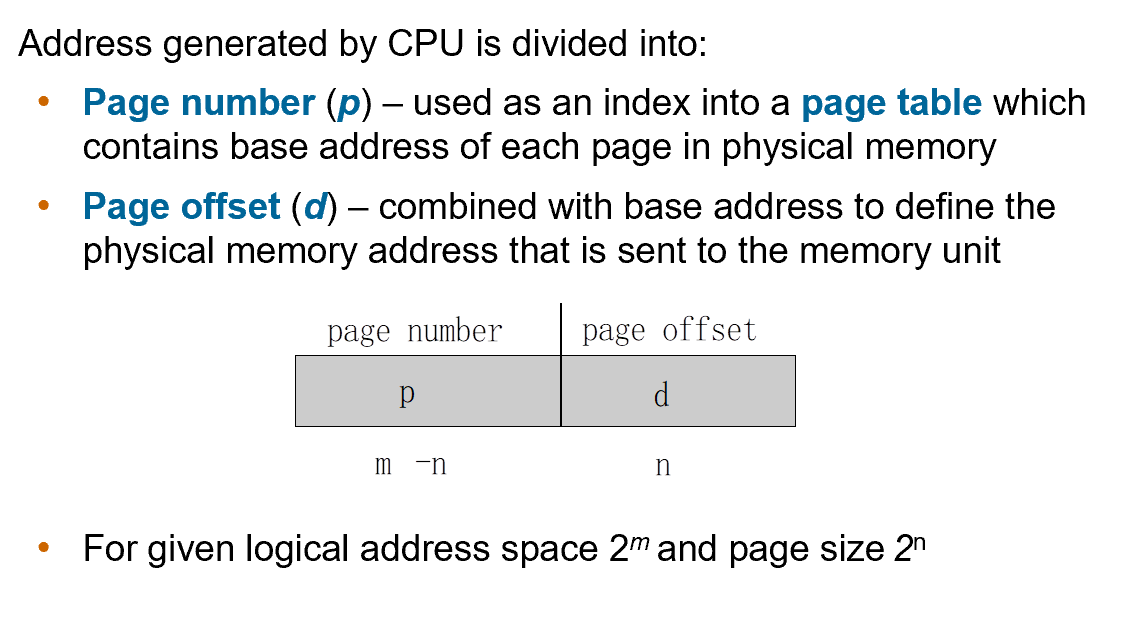 Address generated by CPU is divided into:
• Page number (p) – used as an index into a page table which
contains base address of each page in physical memory
• Page offset (d) – combined with base address to define the
physical memory address that is sent to the memory unit
page number page offset
p d
m -n n
• For given logical address space 2ᵐ and page size 2ⁿ